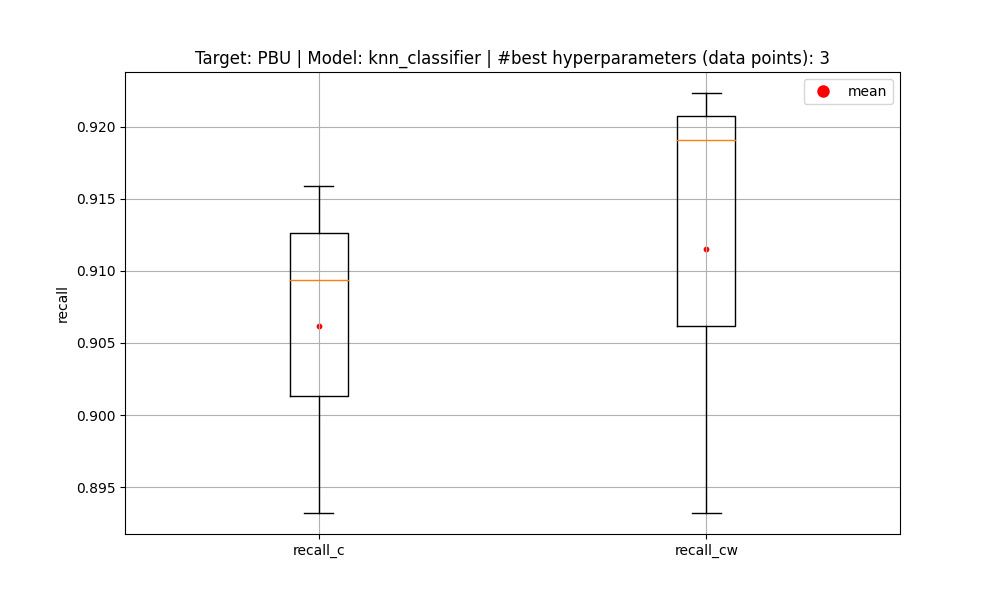 Target: PBU | Model: knn_classifier | #best hyperparameters (data points): 3
mean
0.920
0.915
0.910
0.905
0.900
0.895
recall
recall_c
recall_cw